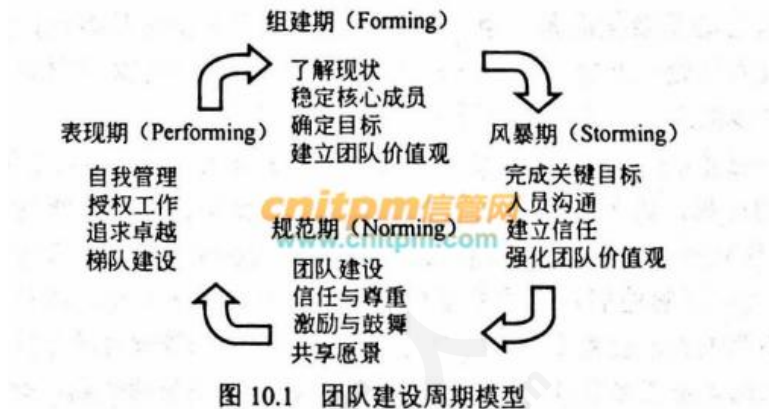 组建期（Forming）
了解现状
稳定核心成员
确定目标
建立团队价值观
表现期（Performing）
自我管理
授权工作
追求卓越
梯队建设
风暴期（Storming）
完成关键目标
人员沟通
建立信任
强化团队价值观
cnitpm信管网
www.cnitpm.com
规范期（Norming）
团队建设
信任与尊重
激励与鼓舞
共享愿景
图 10.1 团队建设周期模型